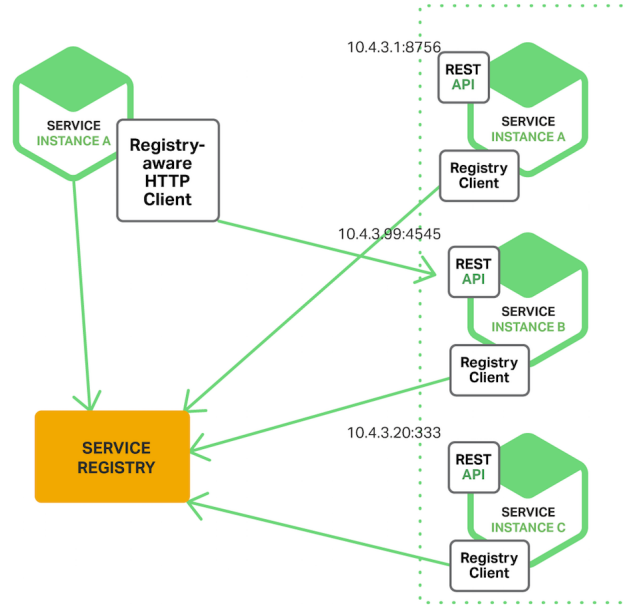 10.4.3.1:8756
REST
API
SERVICE
INSTANCE A
Registry
Client
SERVICE
INSTANCE A
Registry-
aware
HTTP
Client
10.4.3.99:4545
REST
API
SERVICE
INSTANCE B
Registry
Client
SERVICE
REGISTRY
10.4.3.20:333
REST
API
SERVICE
INSTANCE C
Registry
Client